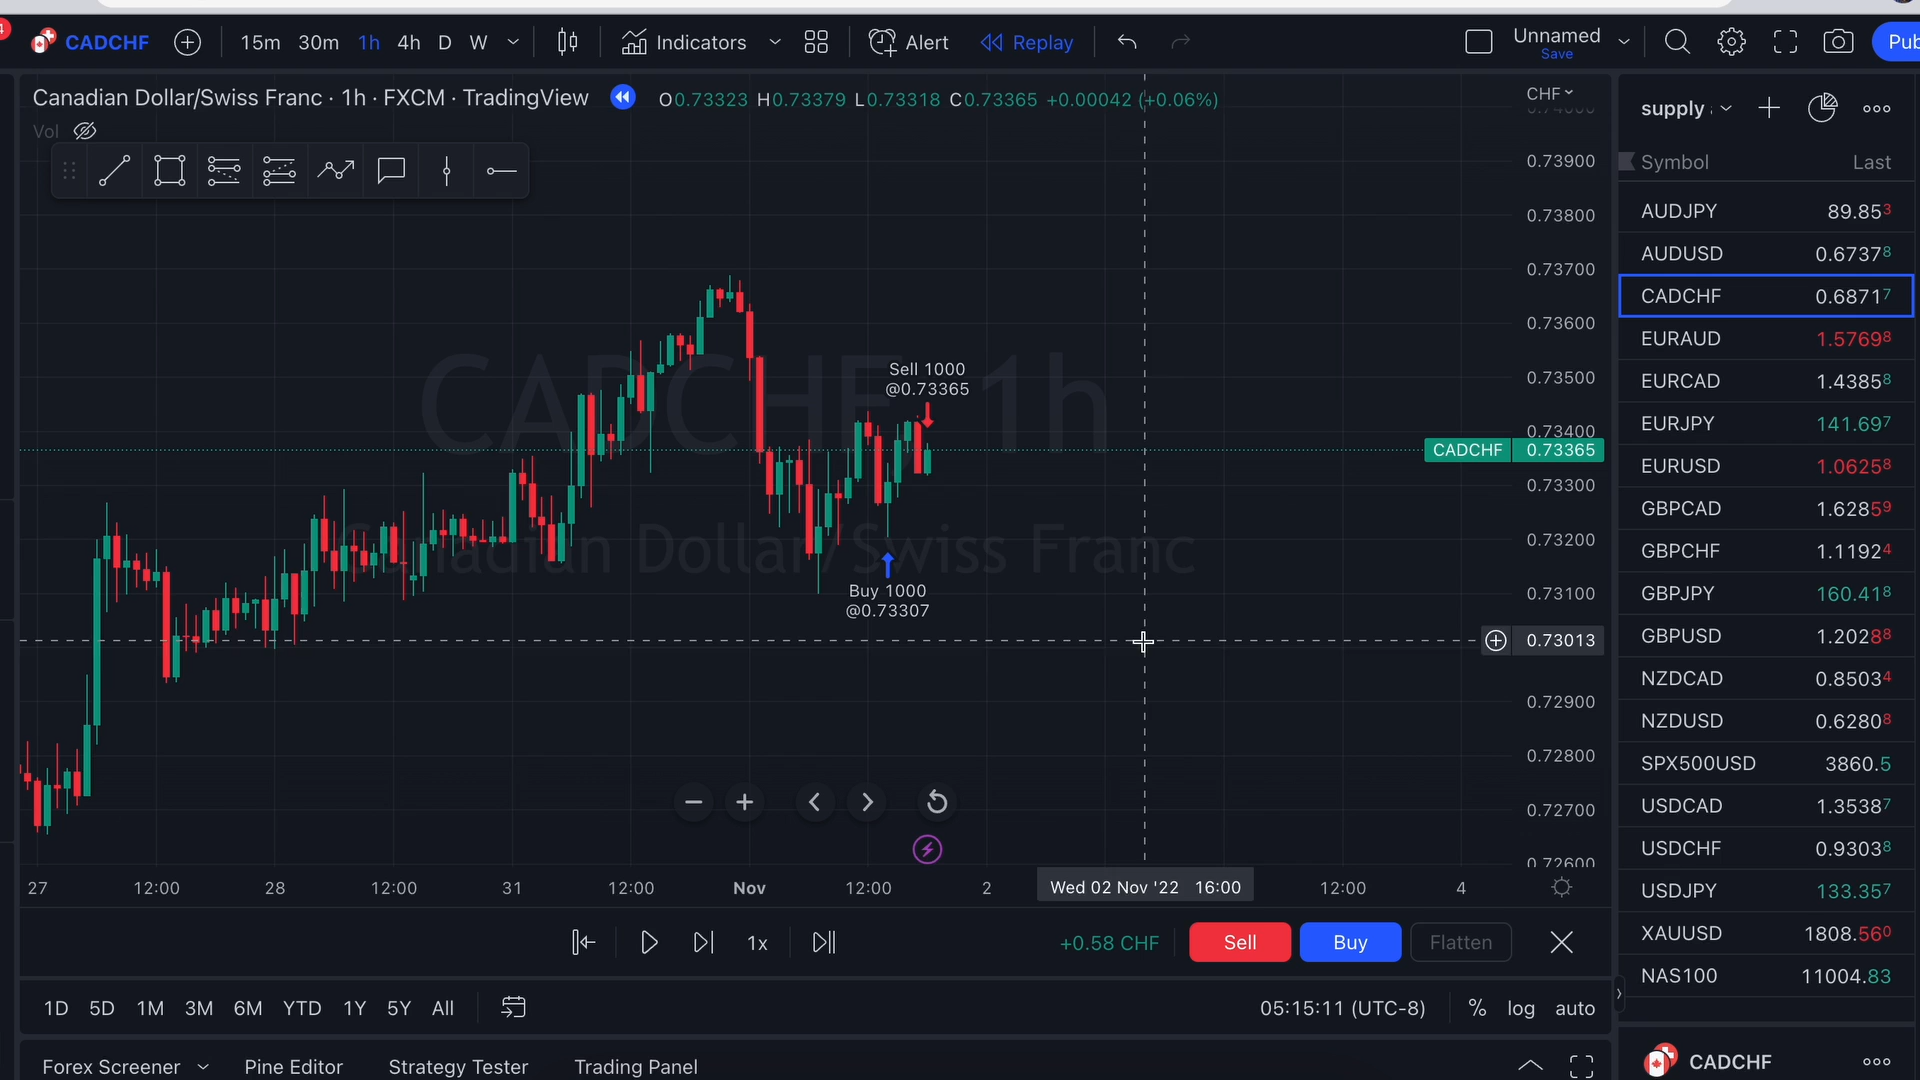 CADCHF
15m 30m 1h 4h D W
Indicators
Alert
Replay
Unnamed
Save
Canadian Dollar/Swiss Franc · 1h · FXCM · TradingView
O0.73323 H0.73379 L0.73318 C0.73365 +0.00042 (+0.06%)
Vol
CHF
0.73900
0.73800
0.73700
0.73600
0.73500
0.73400
CADCHF 0.73365
0.73300
0.73200
0.73100
0.73013
0.72900
0.72800
0.72700
0.72600
CADCHF, 1h
Canadian Dollar/Swiss Franc
Sell 1000
@0.73365
Buy 1000
@0.73307
27 12:00 28 12:00 31 12:00 Nov 12:00 2 Wed 02 Nov '22 16:00 12:00 4
1x
+0.58 CHF
Sell
Buy
Flatten
1D 5D 1M 3M 6M YTD 1Y 5Y All
05:15:11 (UTC-8)
% log auto
Forex Screener
Pine Editor
Strategy Tester
Trading Panel
supply
Symbol Last
AUDJPY 89.853
AUDUSD 0.67378
CADCHF 0.68717
EURAUD 1.57698
EURCAD 1.43858
EURJPY 141.697
EURUSD 1.06258
GBPCAD 1.62859
GBPCHF 1.11924
GBPJPY 160.418
GBPUSD 1.20288
NZDCAD 0.85034
NZDUSD 0.62808
SPX500USD 3860.5
USDCAD 1.35387
USDCHF 0.93038
USDJPY 133.357
XAUUSD 1808.560
NAS100 11004.83
CADCHF